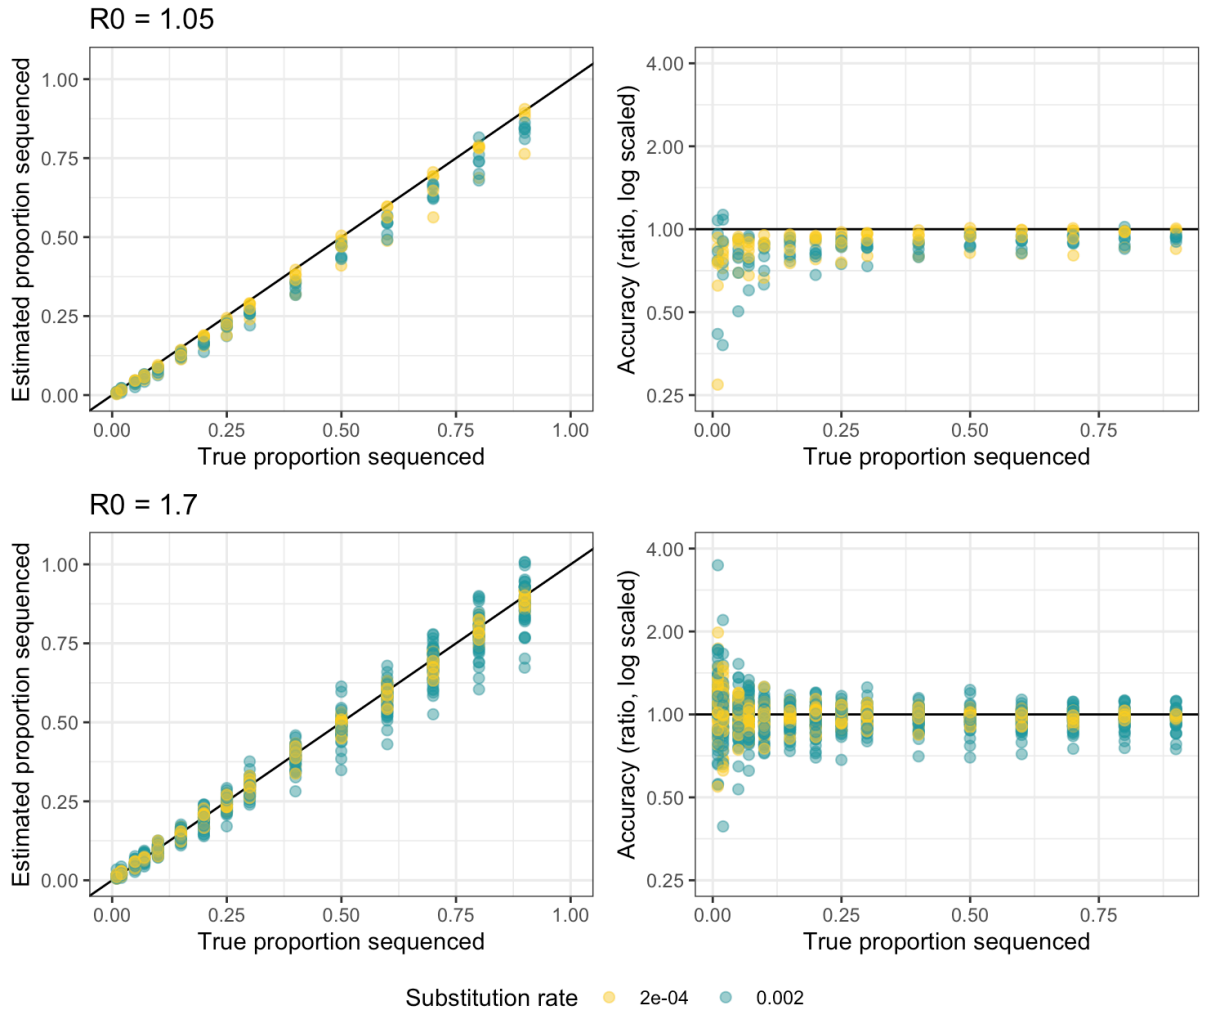 R0 = 1.05
Estimated proportion sequenced
1.00
0.75
0.50
0.25
0.00
0.00 0.25 0.50 0.75 1.00
True proportion sequenced
Accuracy (ratio, log scaled)
4.00
2.00
1.00
0.50
0.25
0.00 0.25 0.50 0.75
True proportion sequenced
R0 = 1.7
Estimated proportion sequenced
1.00
0.75
0.50
0.25
0.00
0.00 0.25 0.50 0.75 1.00
True proportion sequenced
Accuracy (ratio, log scaled)
4.00
2.00
1.00
0.50
0.25
0.00 0.25 0.50 0.75
True proportion sequenced
Substitution rate 2e-04 0.002